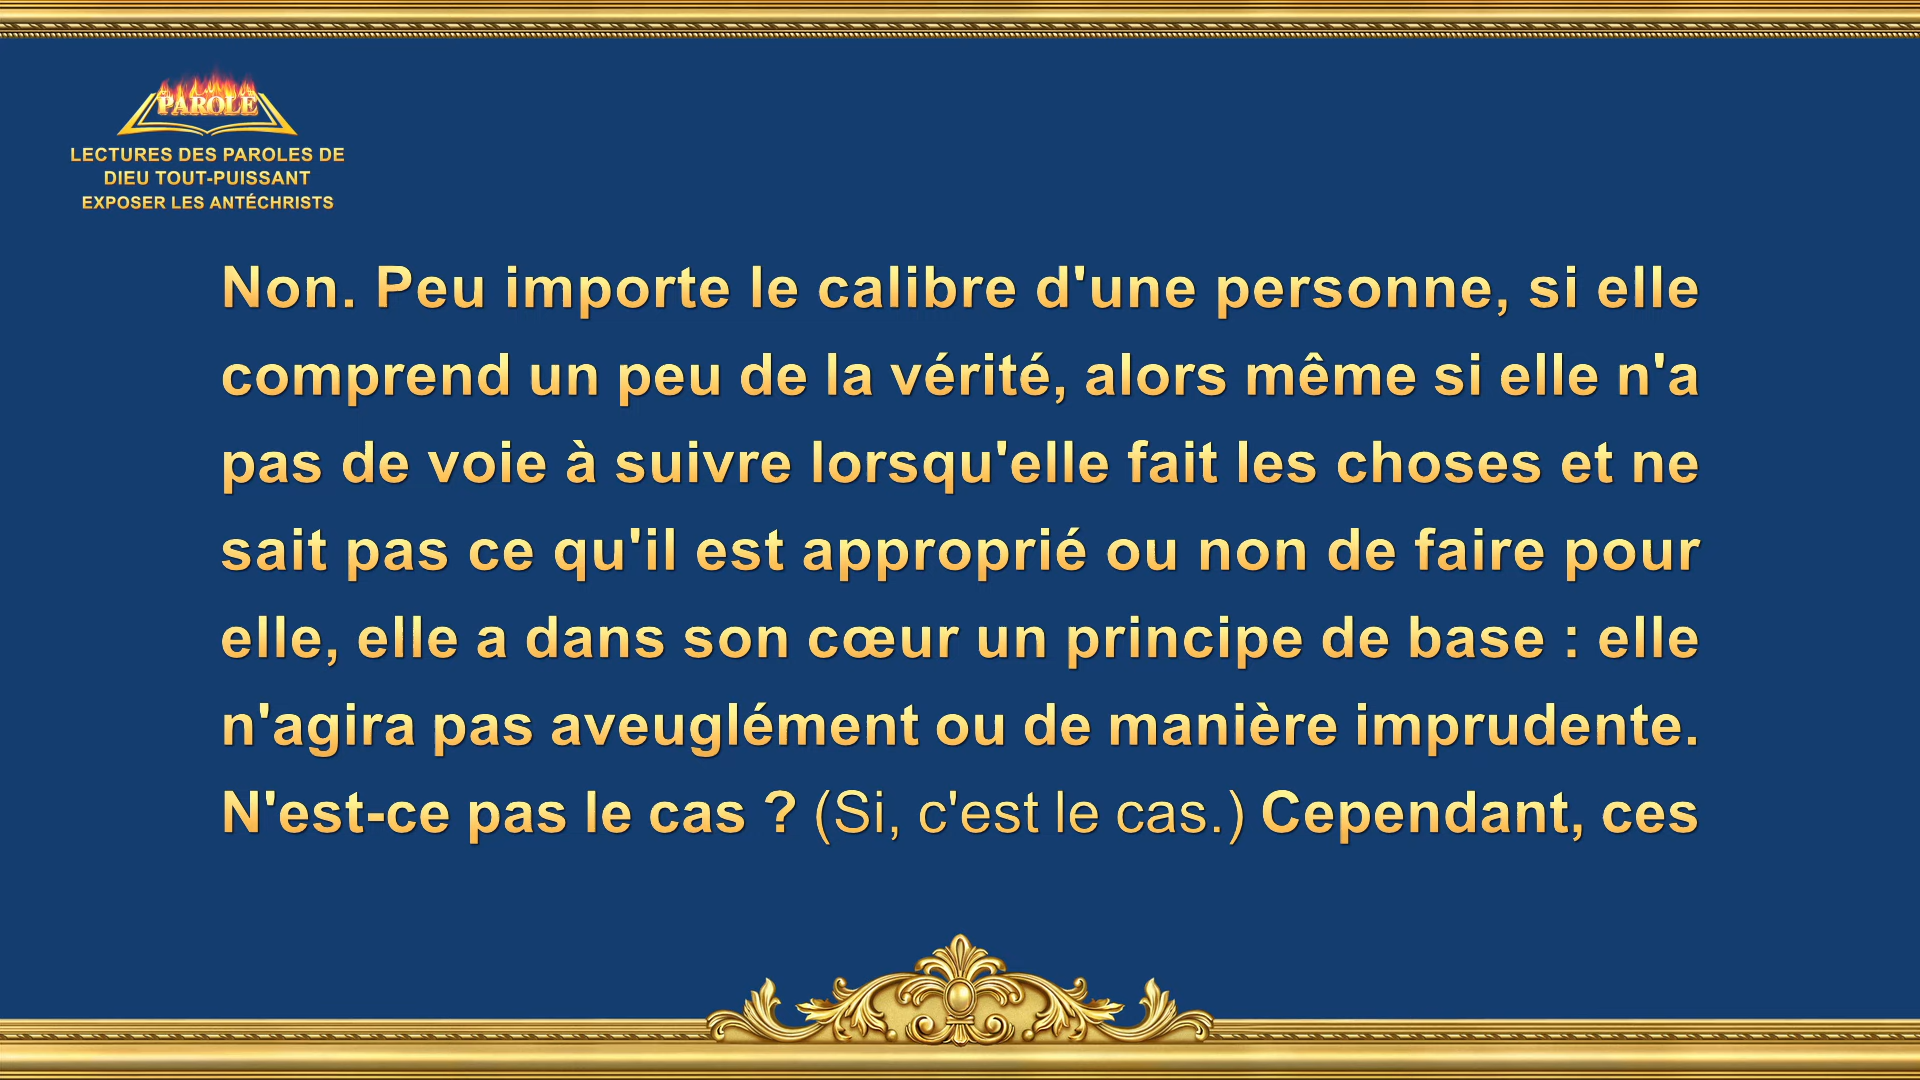 PAROLE
LECTURES DES PAROLES DE
DIEU TOUT-PUISSANT
EXPOSER LES ANTÉCHRISTS
Non. Peu importe le calibre d'une personne, si elle
comprend un peu de la vérité, alors même si elle n'a
pas de voie à suivre lorsqu'elle fait les choses et ne
sait pas ce qu'il est approprié ou non de faire pour
elle, elle a dans son cœur un principe de base : elle
n'agira pas aveuglément ou de manière imprudente.
N'est-ce pas le cas ? (Si, c'est le cas.) Cependant, ces